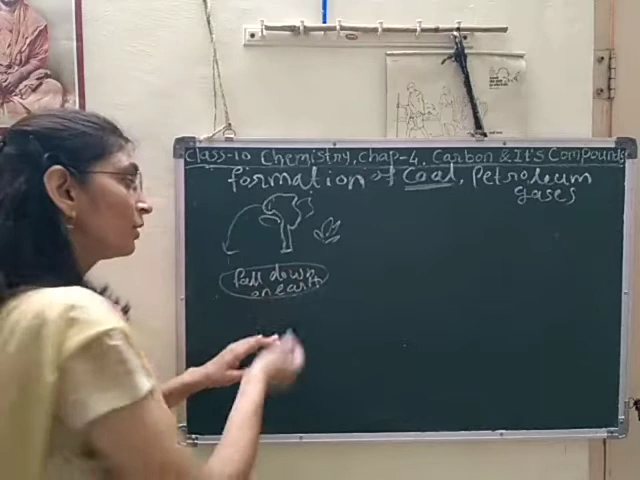 Class-10 Chemistry, Chap-4, Carbon & It's Compounds
formation of Coal, Petroleum
gases
fall down
on earth